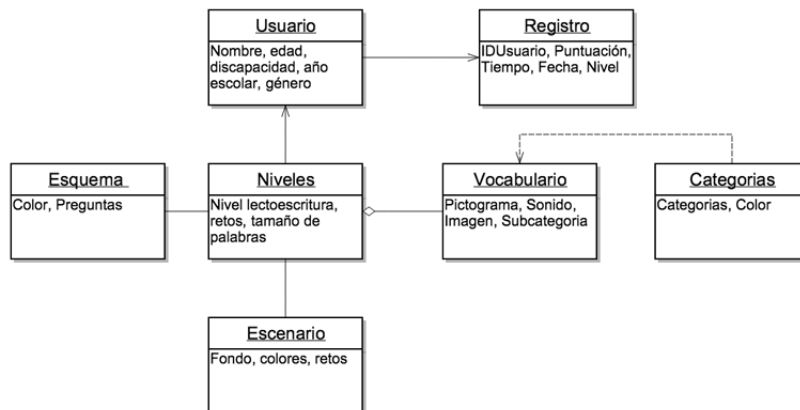 Usuario
Nombre, edad,
discapacidad, año
escolar, género
Registro
IDUsuario, Puntuación,
Tiempo, Fecha, Nivel
Esquema
Color, Preguntas
Niveles
Nivel lectoescritura,
retos, tamaño de
palabras
Vocabulario
Pictograma, Sonido,
Imagen, Subcategoria
Categorias
Categorias, Color
Escenario
Fondo, colores, retos